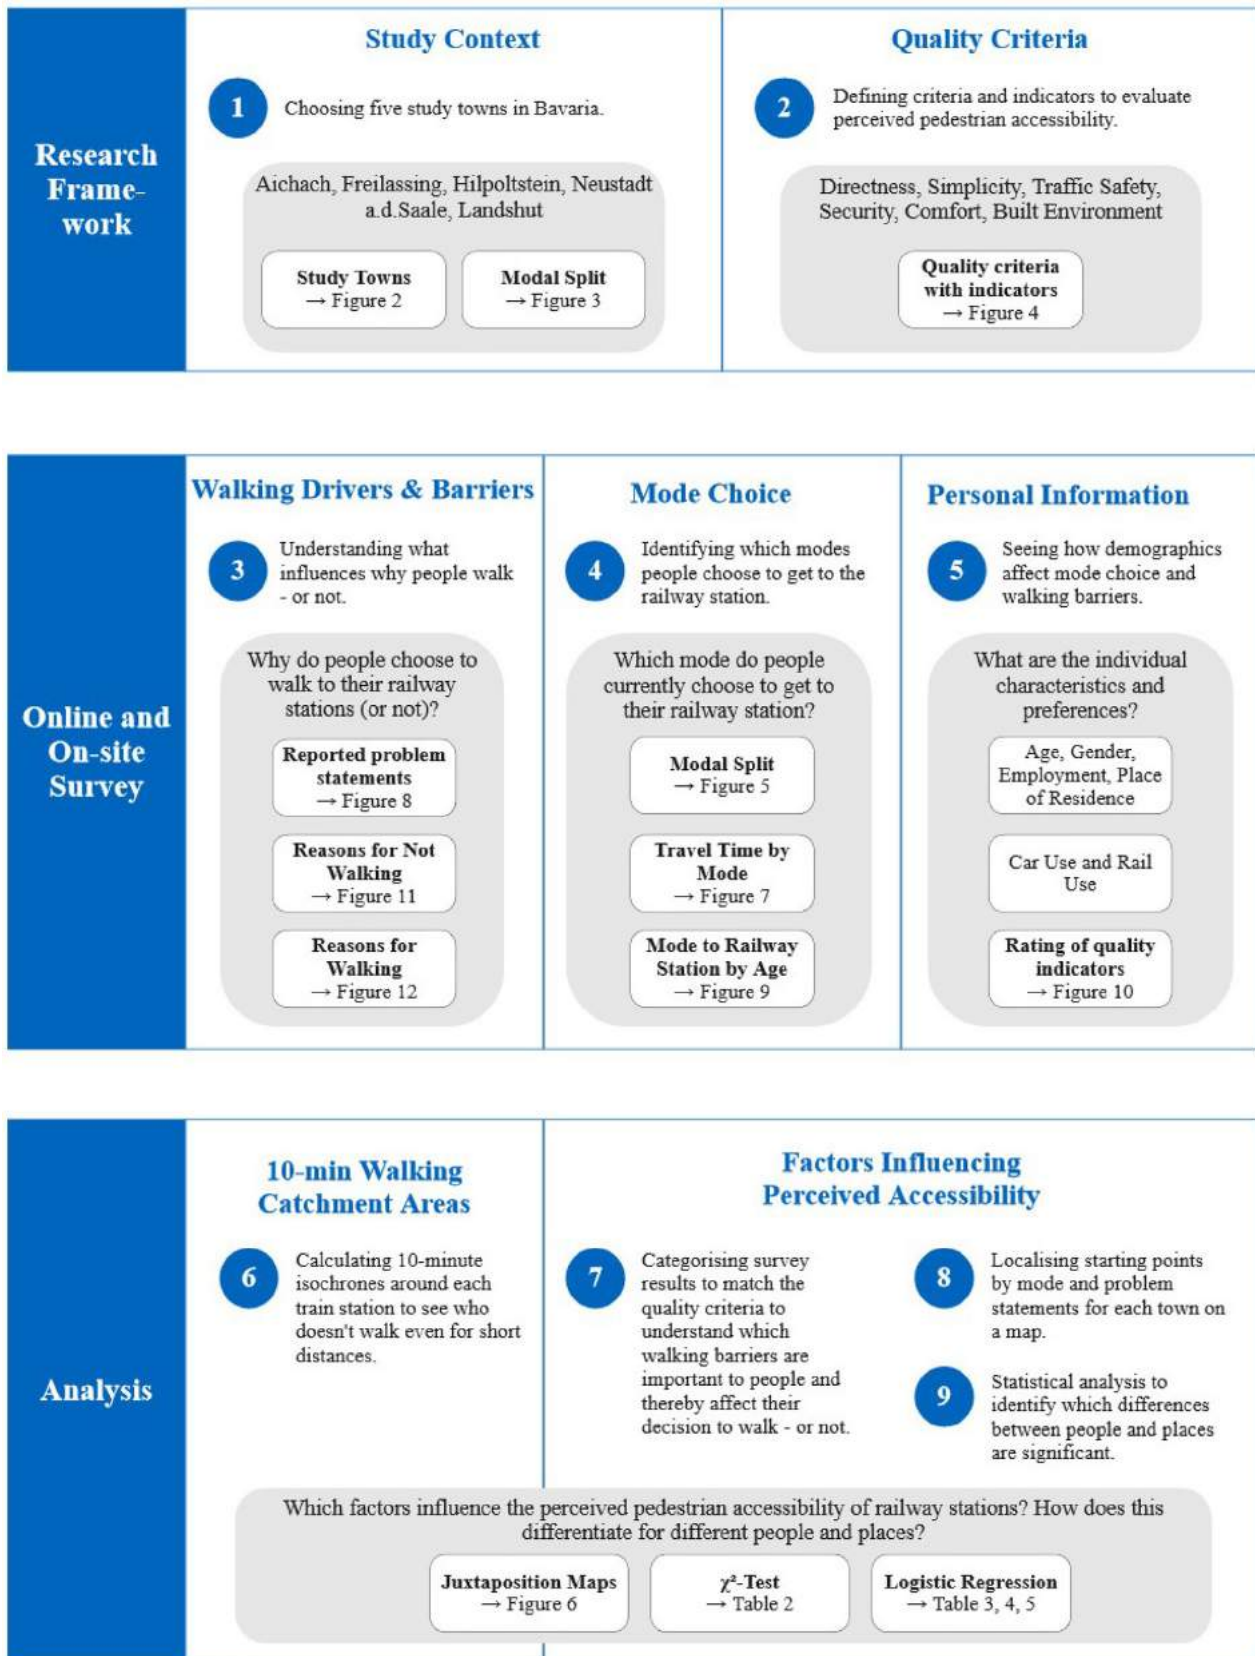 Research
Frame-
work
Study Context
1
Choosing five study towns in Bavaria.
Aichach, Freilassing, Hilpoltstein, Neustadt
a.d.Saale, Landshut
Study Towns
→ Figure 2
Modal Split
→ Figure 3
Quality Criteria
2
Defining criteria and indicators to evaluate
perceived pedestrian accessibility.
Directness, Simplicity, Traffic Safety,
Security, Comfort, Built Environment
Quality criteria
with indicators
→ Figure 4
Online and
On-site
Survey
Walking Drivers & Barriers
3
Understanding what
influences why people walk
- or not.
Why do people choose to
walk to their railway
stations (or not)?
Reported problem
statements
→ Figure 8
Reasons for Not
Walking
→ Figure 11
Reasons for
Walking
→ Figure 12
Mode Choice
4
Identifying which modes
people choose to get to the
railway station.
Which mode do people
currently choose to get to
their railway station?
Modal Split
→ Figure 5
Travel Time by
Mode
→ Figure 7
Mode to Railway
Station by Age
→ Figure 9
Personal Information
5
Seeing how demographics
affect mode choice and
walking barriers.
What are the individual
characteristics and
preferences?
Age, Gender,
Employment, Place
of Residence
Car Use and Rail
Use
Rating of quality
indicators
→ Figure 10
Analysis
10-min Walking
Catchment Areas
6
Calculating 10-minute
isochrones around each
train station to see who
doesn't walk even for short
distances.
Factors Influencing
Perceived Accessibility
7
Categorising survey
results to match the
quality criteria to
understand which
walking barriers are
important to people and
thereby affect their
decision to walk - or not.
8
Localising starting points
by mode and problem
statements for each town on
a map.
9
Statistical analysis to
identify which differences
between people and places
are significant.
Which factors influence the perceived pedestrian accessibility of railway stations? How does this
differentiate for different people and places?
Juxtaposition Maps
→ Figure 6
χ²-Test
→ Table 2
Logistic Regression
→ Table 3, 4, 5